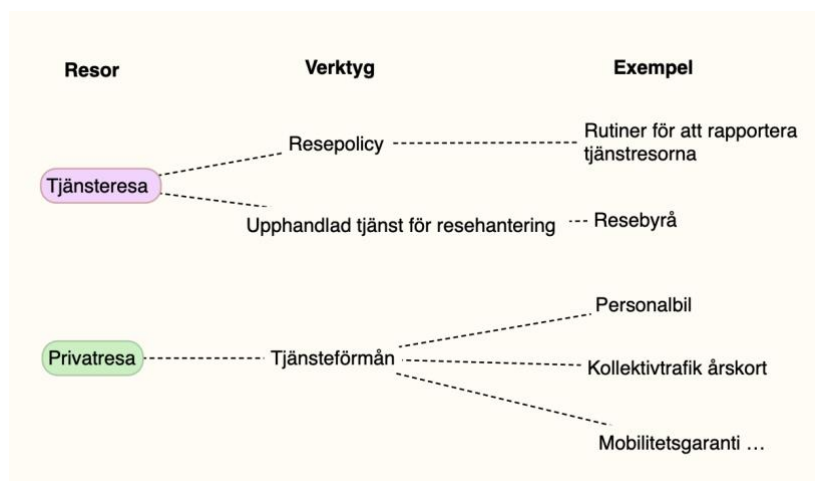 Resor
Verktyg
Exempel
Tjänsteresa
Resepolicy
Rutiner för att rapportera
tjänstresorna
Upphandlad tjänst för resehantering
Resebyrå
Privatresa
Tjänsteförmån
Personalbil
Kollektivtrafik årskort
Mobilitetsgaranti ...